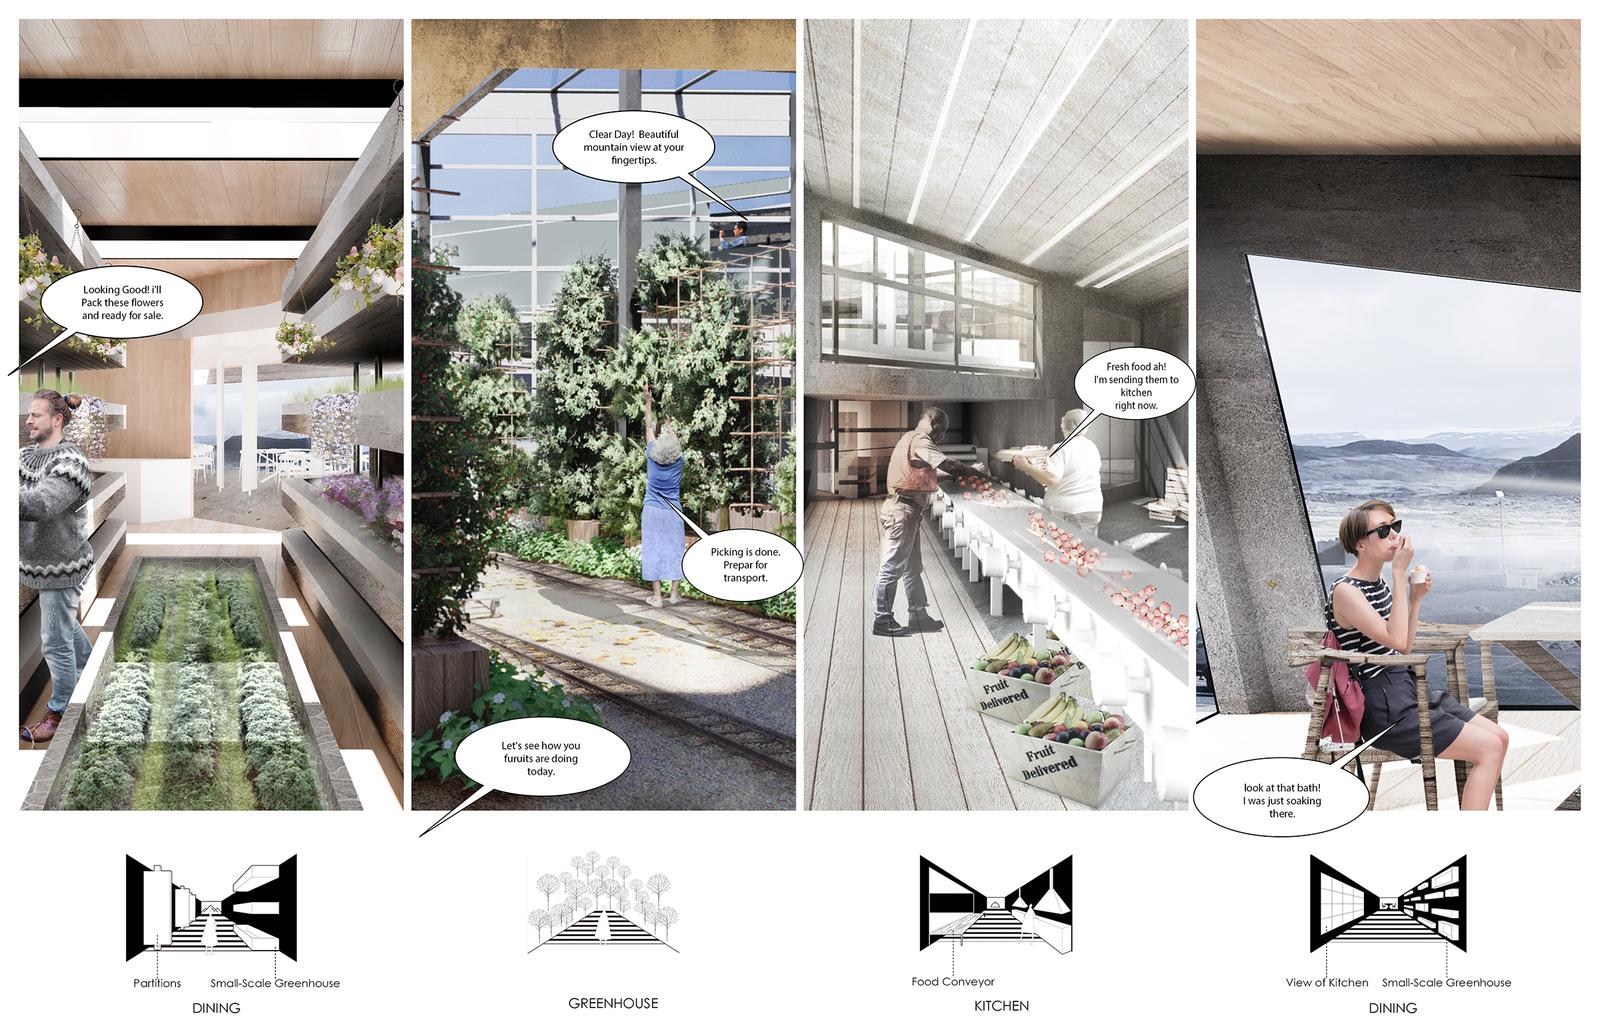 Looking Good! i'll
Pack these flowers
and ready for sale.
Clear Day! Beautiful
mountain view at your
fingertips.
Picking is done.
Prepar for
transport.
Let's see how you
furuits are doing
today.
Fresh food ah!
I'm sending them to
kitchen
right now.
Fruit
Delivered
Fruit
Delivered
look at that bath!
I was just soaking
there.
Partitions
Small-Scale Greenhouse
DINING
GREENHOUSE
Food Conveyor
KITCHEN
View of Kitchen
Small-Scale Greenhouse
DINING